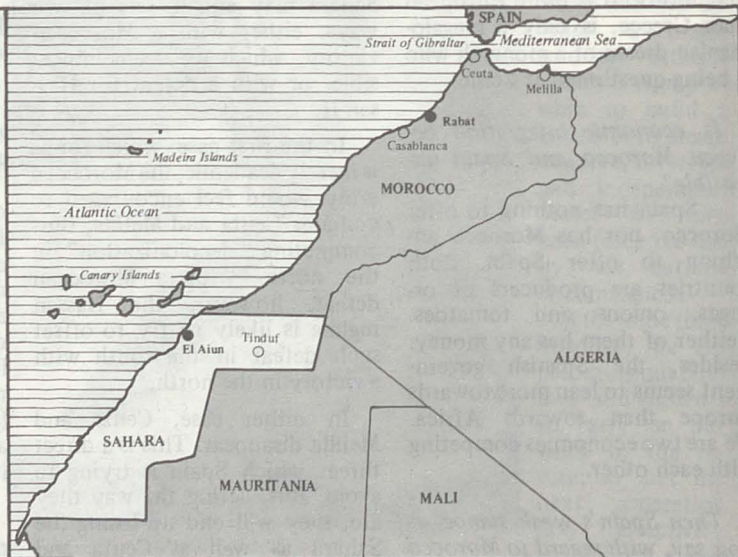 SPAIN
Strait of Gibraltar
Mediterranean Sea
Ceuta
Melilla
Rabat
Casablanca
Madeira Islands
MOROCCO
Atlantic Ocean
Canary Islands
El Aiun
Tinduf
ALGERIA
SAHARA
MAURITANIA
MALI